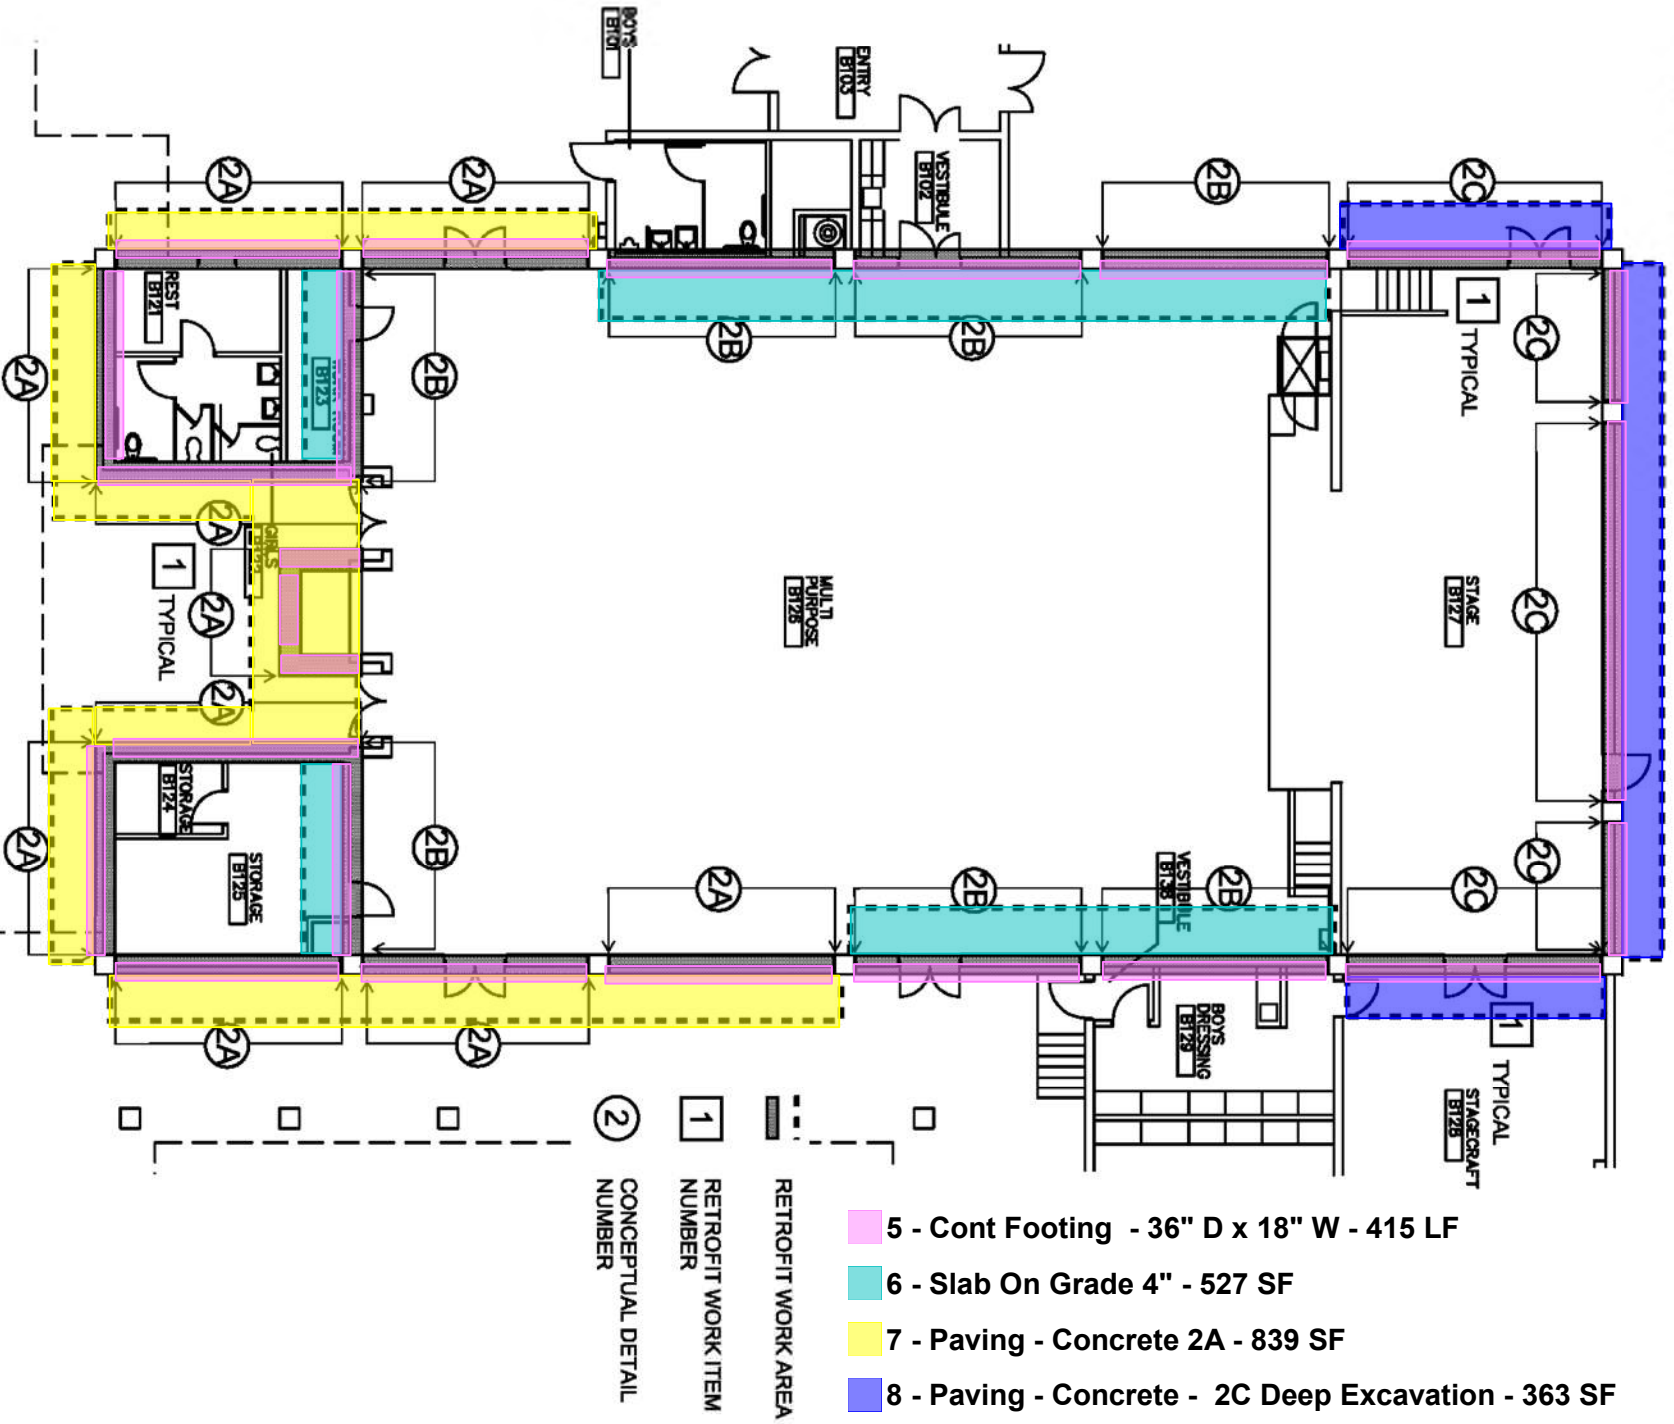 BOYS
B101
ENTRY
B103
VESTIBULE
B102
2A
2A
2B
2C
REST
B121
1
TYPICAL
2C
2A
B123
2B
2B
2B
2A
GIRLS
1
TYPICAL
2A
2A
MULTI
PURPOSE
B126
STAGE
B127
2C
STORAGE
B124
STORAGE
B125
2A
2B
2A
2B
VESTIBULE
2B
2C
2C
2A
2A
BOYS
DRESSING
B129
1
TYPICAL
STAGECRAFT
B128
2
CONCEPTUAL DETAIL
NUMBER
1
RETROFIT WORK ITEM
NUMBER
RETROFIT WORK AREA
5 - Cont Footing - 36" D x 18" W - 415 LF
6 - Slab On Grade 4" - 527 SF
7 - Paving - Concrete 2A - 839 SF
8 - Paving - Concrete - 2C Deep Excavation - 363 SF